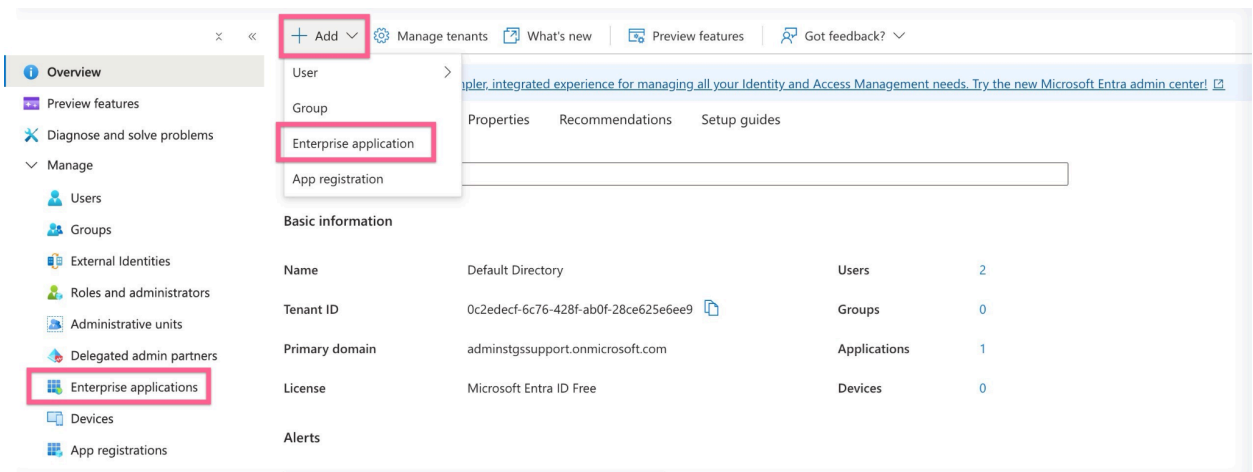 Add
Manage tenants
What's new
Preview features
Got feedback?
Overview
Preview features
Diagnose and solve problems
Manage
Users
Groups
External Identities
Roles and administrators
Administrative units
Delegated admin partners
Enterprise applications
Devices
App registrations
User
Group
Enterprise application
App registration
integrated experience for managing all your Identity and Access Management needs. Try the new Microsoft Entra admin center!
Properties
Recommendations
Setup guides
Basic information
Name Default Directory Users 2
Tenant ID 0c2edecf-6c76-428f-ab0f-28ce625e6ee9 Groups 0
Primary domain adminstgssupport.onmicrosoft.com Applications 1
License Microsoft Entra ID Free Devices 0
Alerts